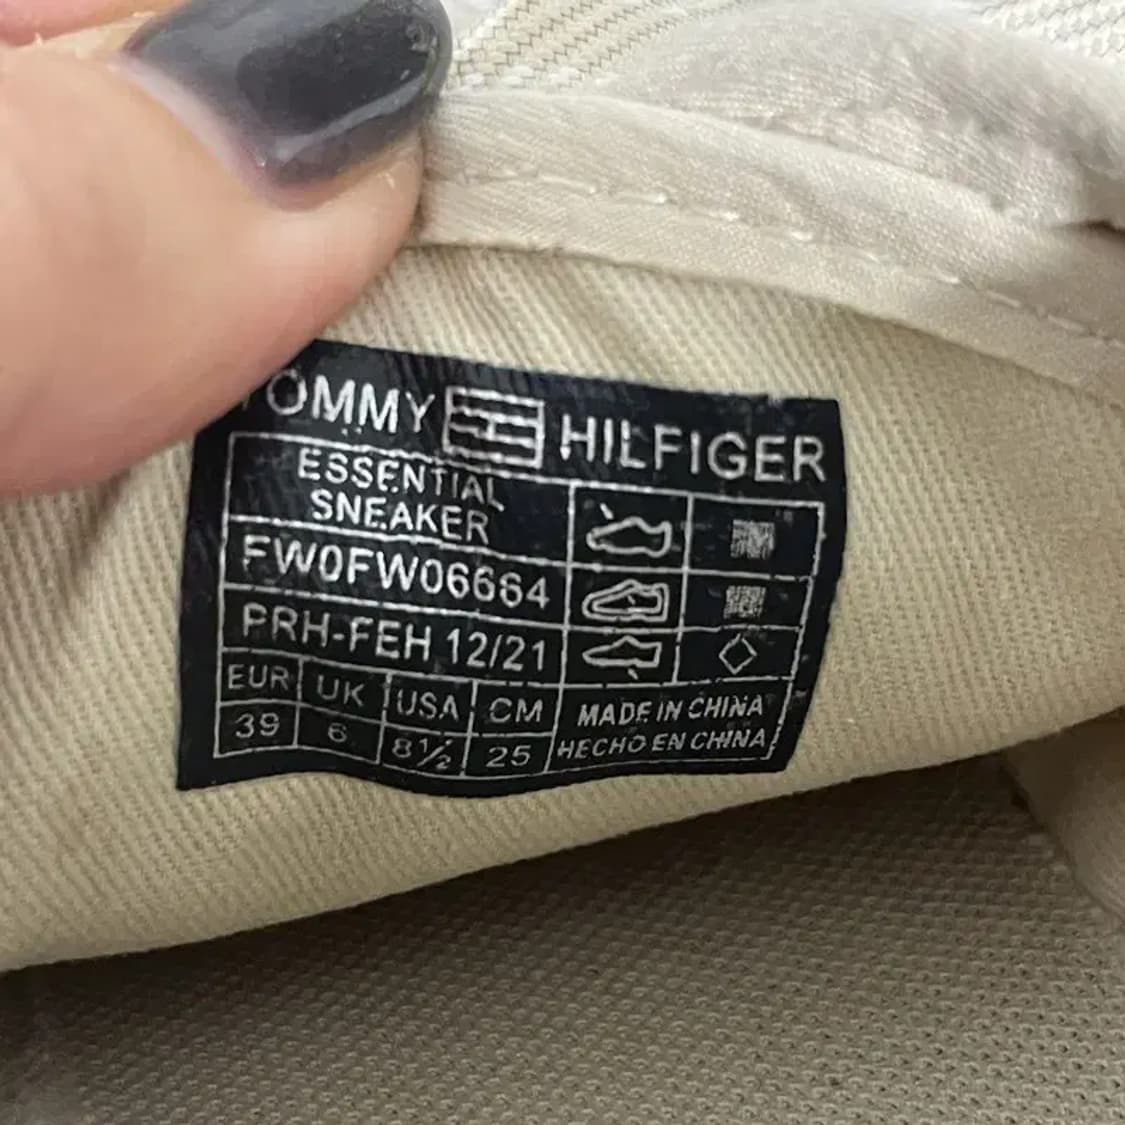 TOMMY HILFIGER
ESSENTIAL
SNEAKER
FW0FW06664
PRH-FEH 12/21
EUR UK USA CM
39 6 8½ 25
MADE IN CHINA
HECHO EN CHINA